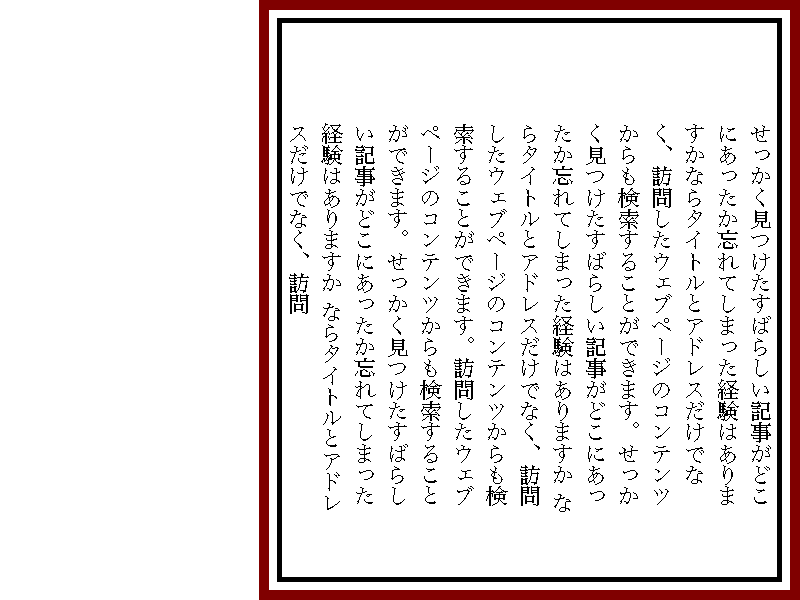 せっかく見つけたすばらしい記事がどこ
にあったか忘れてしまった経験はありま
すかならタイトルとアドレスだけでな
く、訪問したウェブページのコンテンツ
からも検索することができます。せっか
く見つけたすばらしい記事がどこにあっ
たか忘れてしまった経験はありますか な
らタイトルとアドレスだけでなく、訪問
したウェブページのコンテンツからも検
索することができます。訪問したウェブ
ページのコンテンツからも検索すること
ができます。せっかく見つけたすばらし
い記事がどこにあったか忘れてしまった
経験はありますか ならタイトルとアドレ
スだけでなく、訪問